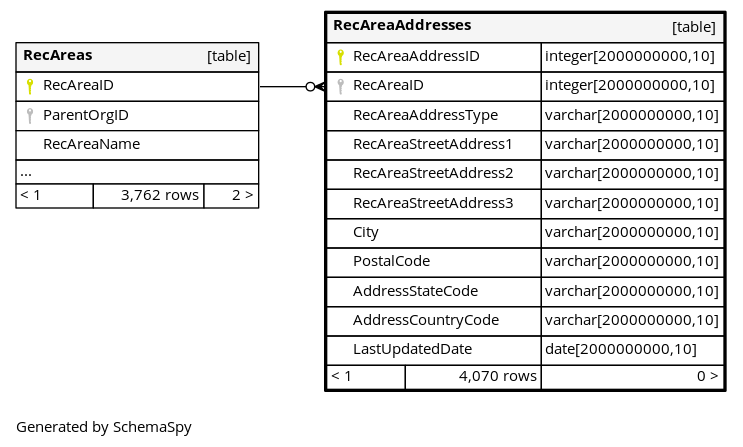 RecAreas [table]
RecAreaID
ParentOrgID
RecAreaName
...
< 1 3,762 rows 2 >
RecAreaAddresses [table]
RecAreaAddressID integer[2000000000,10]
RecAreaID integer[2000000000,10]
RecAreaAddressType varchar[2000000000,10]
RecAreaStreetAddress1 varchar[2000000000,10]
RecAreaStreetAddress2 varchar[2000000000,10]
RecAreaStreetAddress3 varchar[2000000000,10]
City varchar[2000000000,10]
PostalCode varchar[2000000000,10]
AddressStateCode varchar[2000000000,10]
AddressCountryCode varchar[2000000000,10]
LastUpdatedDate date[2000000000,10]
< 1 4,070 rows 0 >
Generated by SchemaSpy